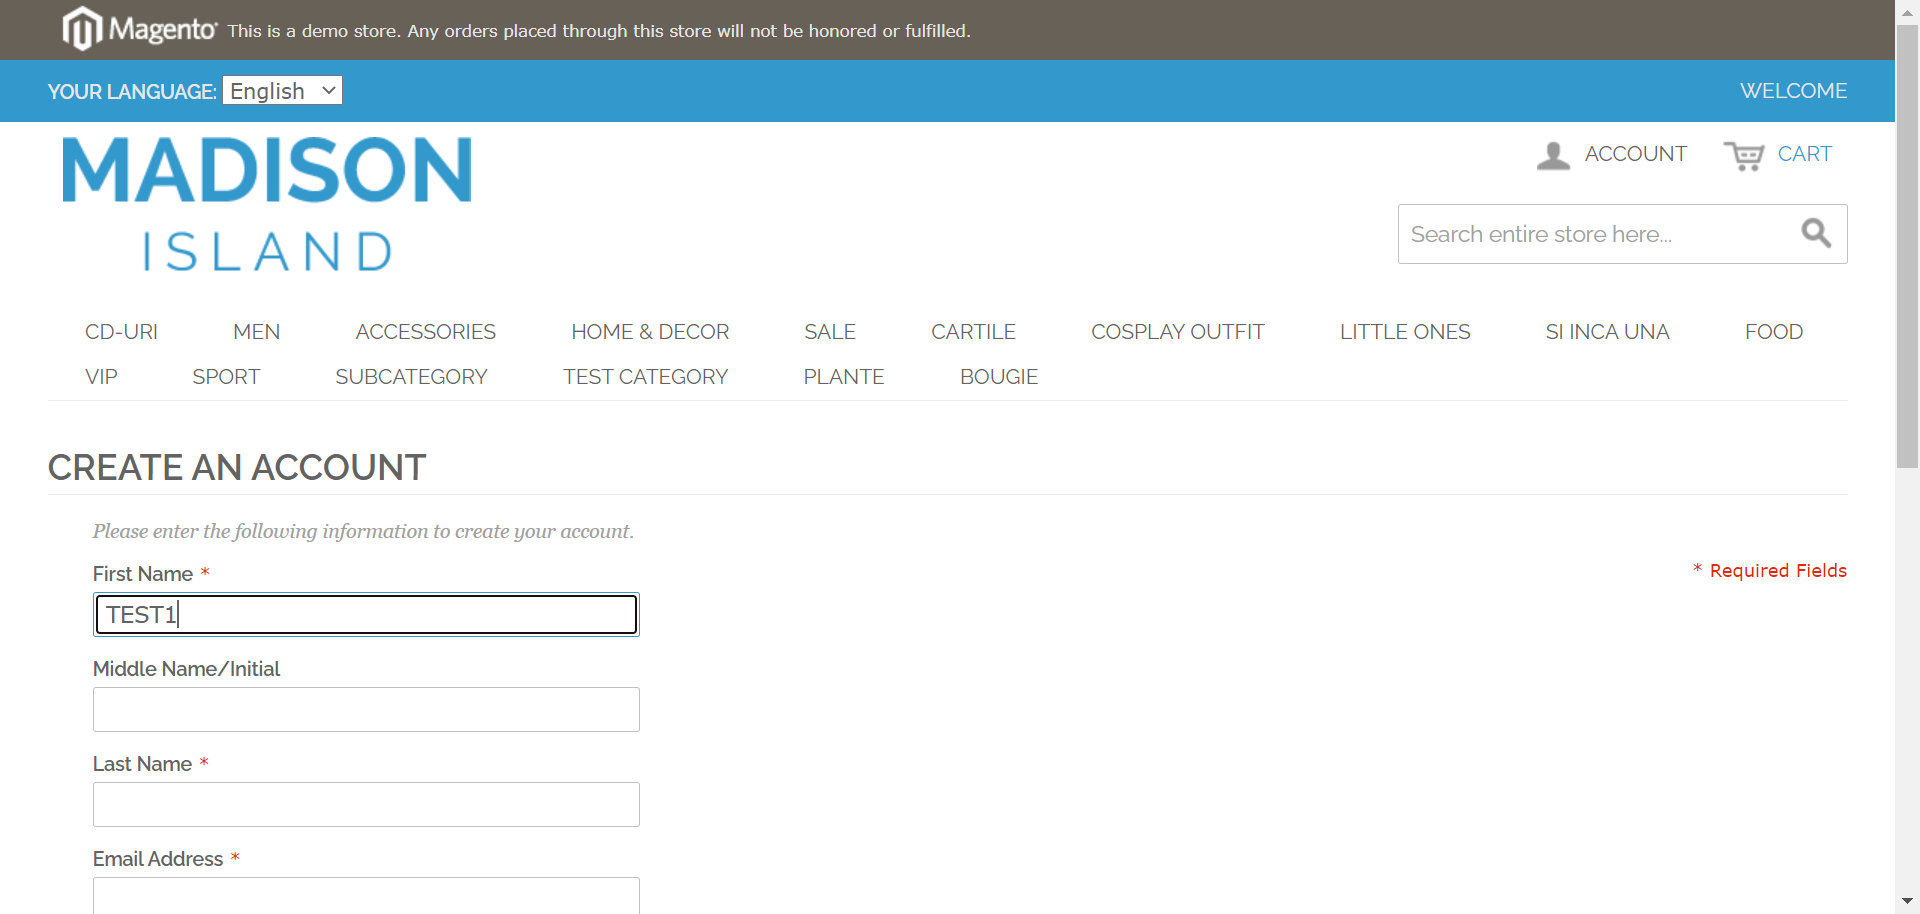 Magento This is a demo store. Any orders placed through this store will not be honored or fulfilled.
YOUR LANGUAGE: English WELCOME
MADISON
ISLAND
ACCOUNT CART
Search entire store here...
CD-URI MEN ACCESSORIES HOME & DECOR SALE CARTILE COSPLAY OUTFIT LITTLE ONES SI INCA UNA FOOD
VIP SPORT SUBCATEGORY TEST CATEGORY PLANTE BOUGIE
CREATE AN ACCOUNT
Please enter the following information to create your account.
First Name *
* Required Fields
TEST1
Middle Name/Initial
Last Name *
Email Address *